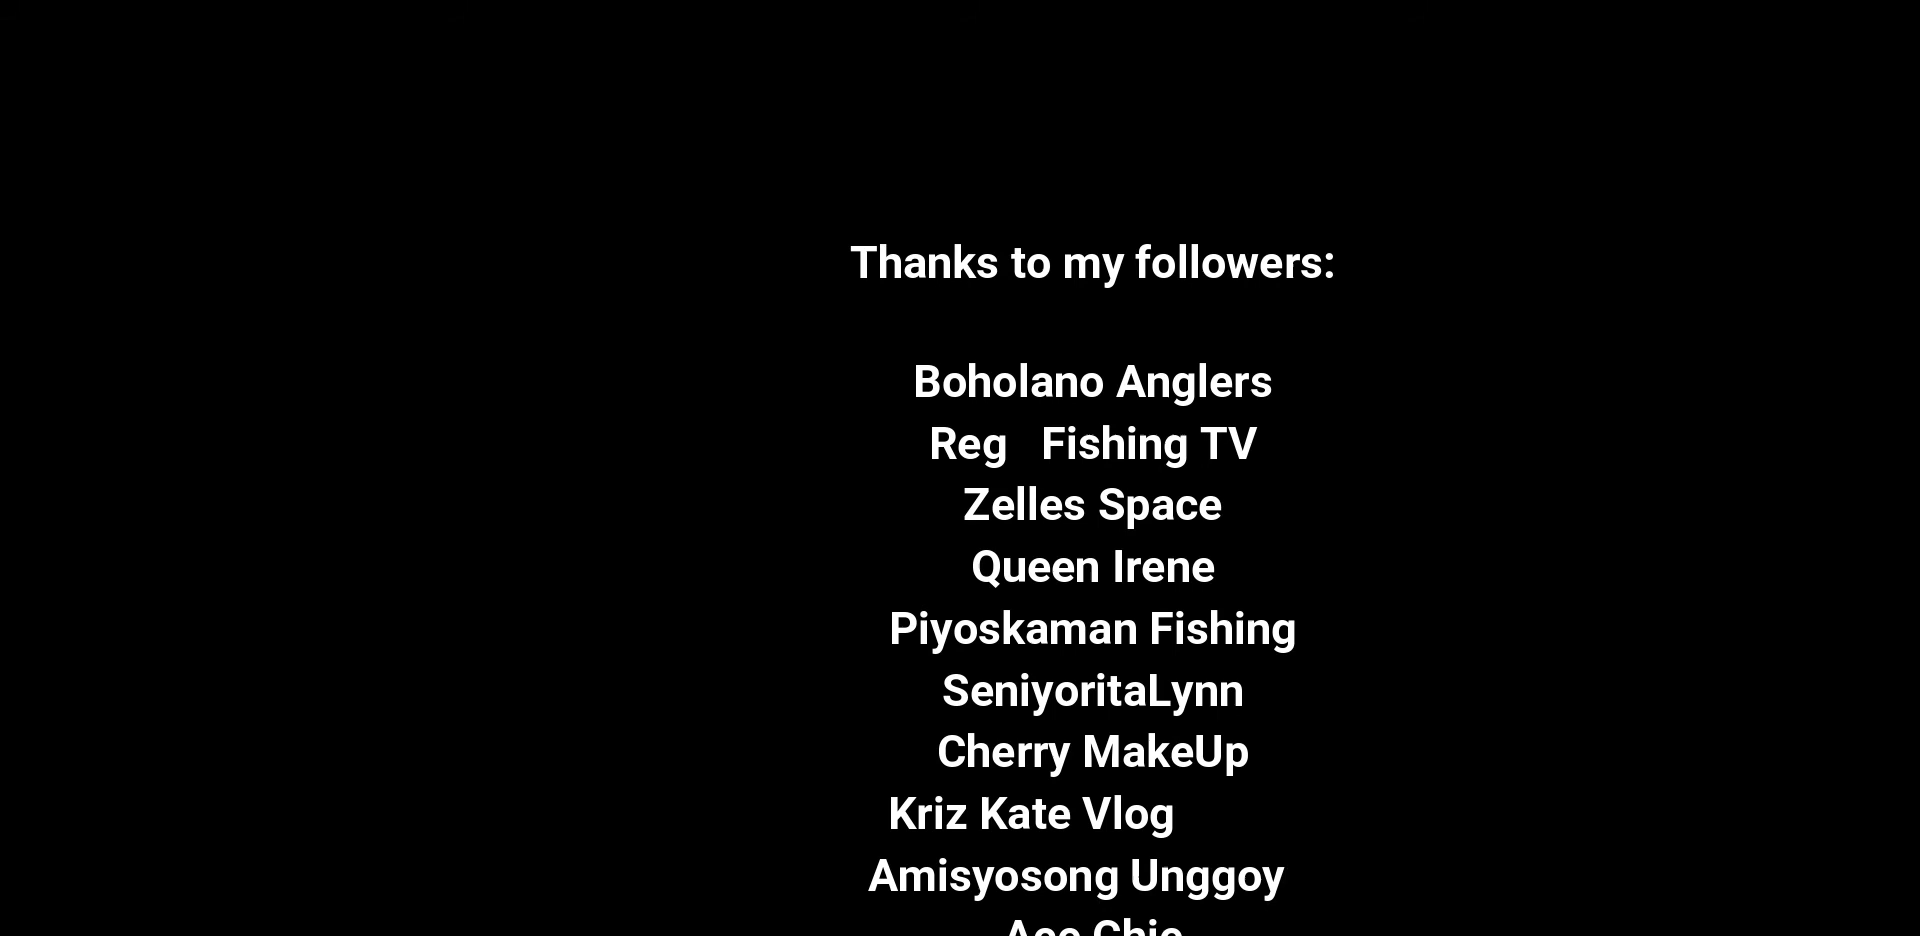 Thanks to my followers:
Boholano Anglers
Reg Fishing TV
Zelles Space
Queen Irene
Piyoskaman Fishing
SeniyoritaLynn
Cherry MakeUp
Kriz Kate Vlog
Amisyosong Unggoy